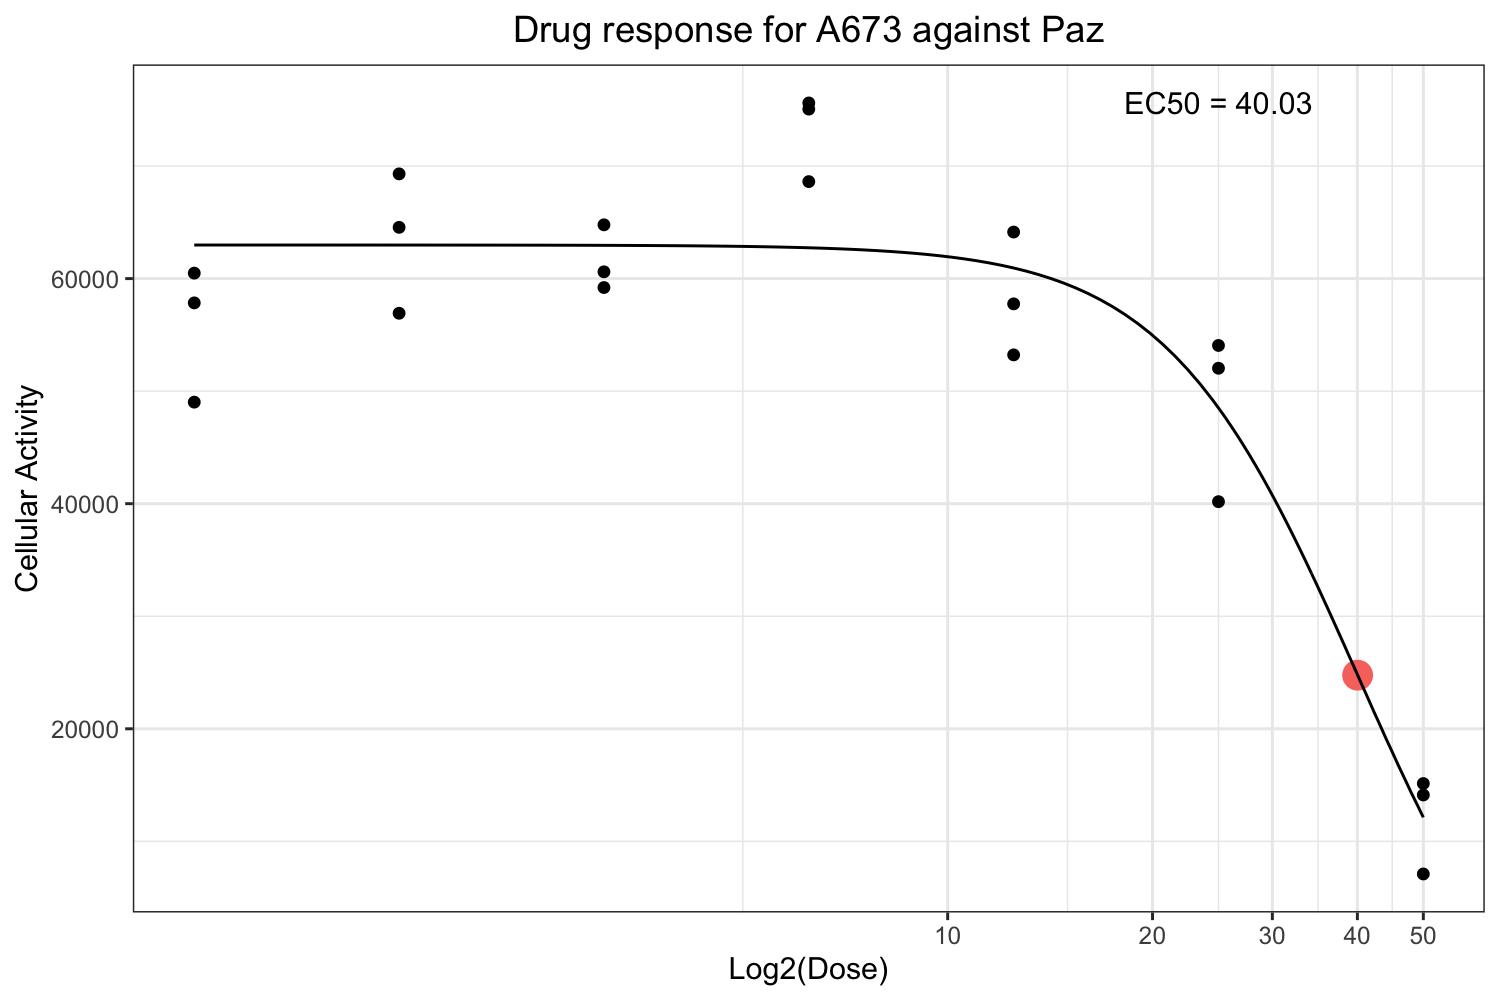 Drug response for A673 against Paz
EC50 = 40.03
Cellular Activity
60000
40000
20000
10 20 30 40 50
Log2(Dose)